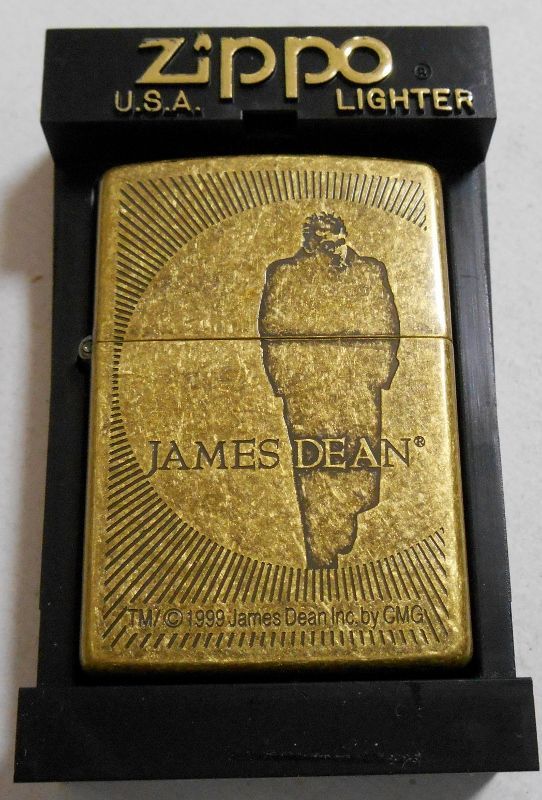 Zippo ®
U.S.A. LIGHTER
JAMES DEAN®
TM/ © 1999 James Dean Inc. by CMG